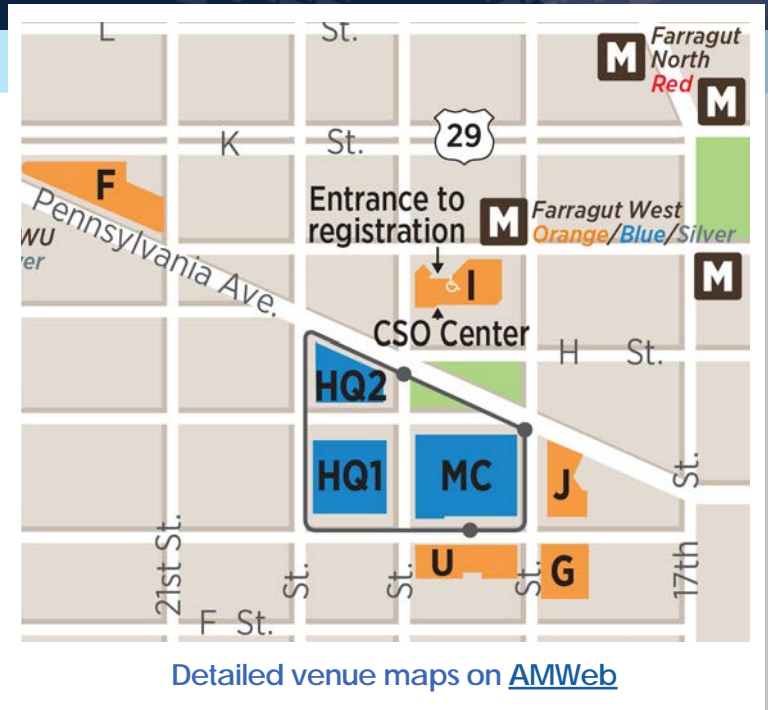 L St.
Farragut
North
Red
M
M
K St.
29
F
Pennsylvania Ave.
WU
er
Entrance to
registration
M
Farragut West
Orange/Blue/Silver
M
I
CSO Center
H St.
HQ2
HQ1
MC
J
U
G
21st St.
St.
St.
St.
17th St.
F St.
Detailed venue maps on AMWeb